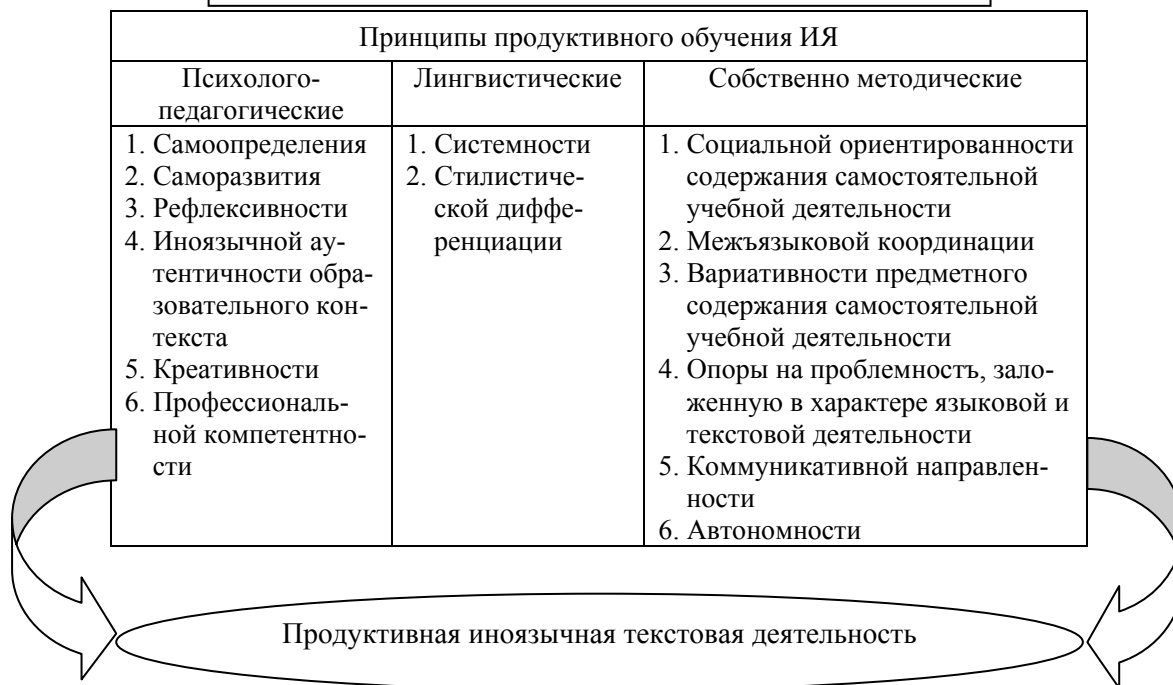 Принципы продуктивного обучения ИЯ
Психолого-
педагогические
Лингвистические
Собственно методические
1. Самоопределения
2. Саморазвития
3. Рефлексивности
4. Иноязычной ау-
тентичности обра-
зовательного кон-
текста
5. Креативности
6. Профессиональ-
ной компетентно-
сти
1. Системности
2. Стилистиче-
ской диффе-
ренциации
1. Социальной ориентированности
содержания самостоятельной
учебной деятельности
2. Межъязыковой координации
3. Вариативности предметного
содержания самостоятельной
учебной деятельности
4. Опоры на проблемностъ, зало-
женную в характере языковой и
текстовой деятельности
5. Коммуникативной направлен-
ности
6. Автономности
Продуктивная иноязычная текстовая деятельность